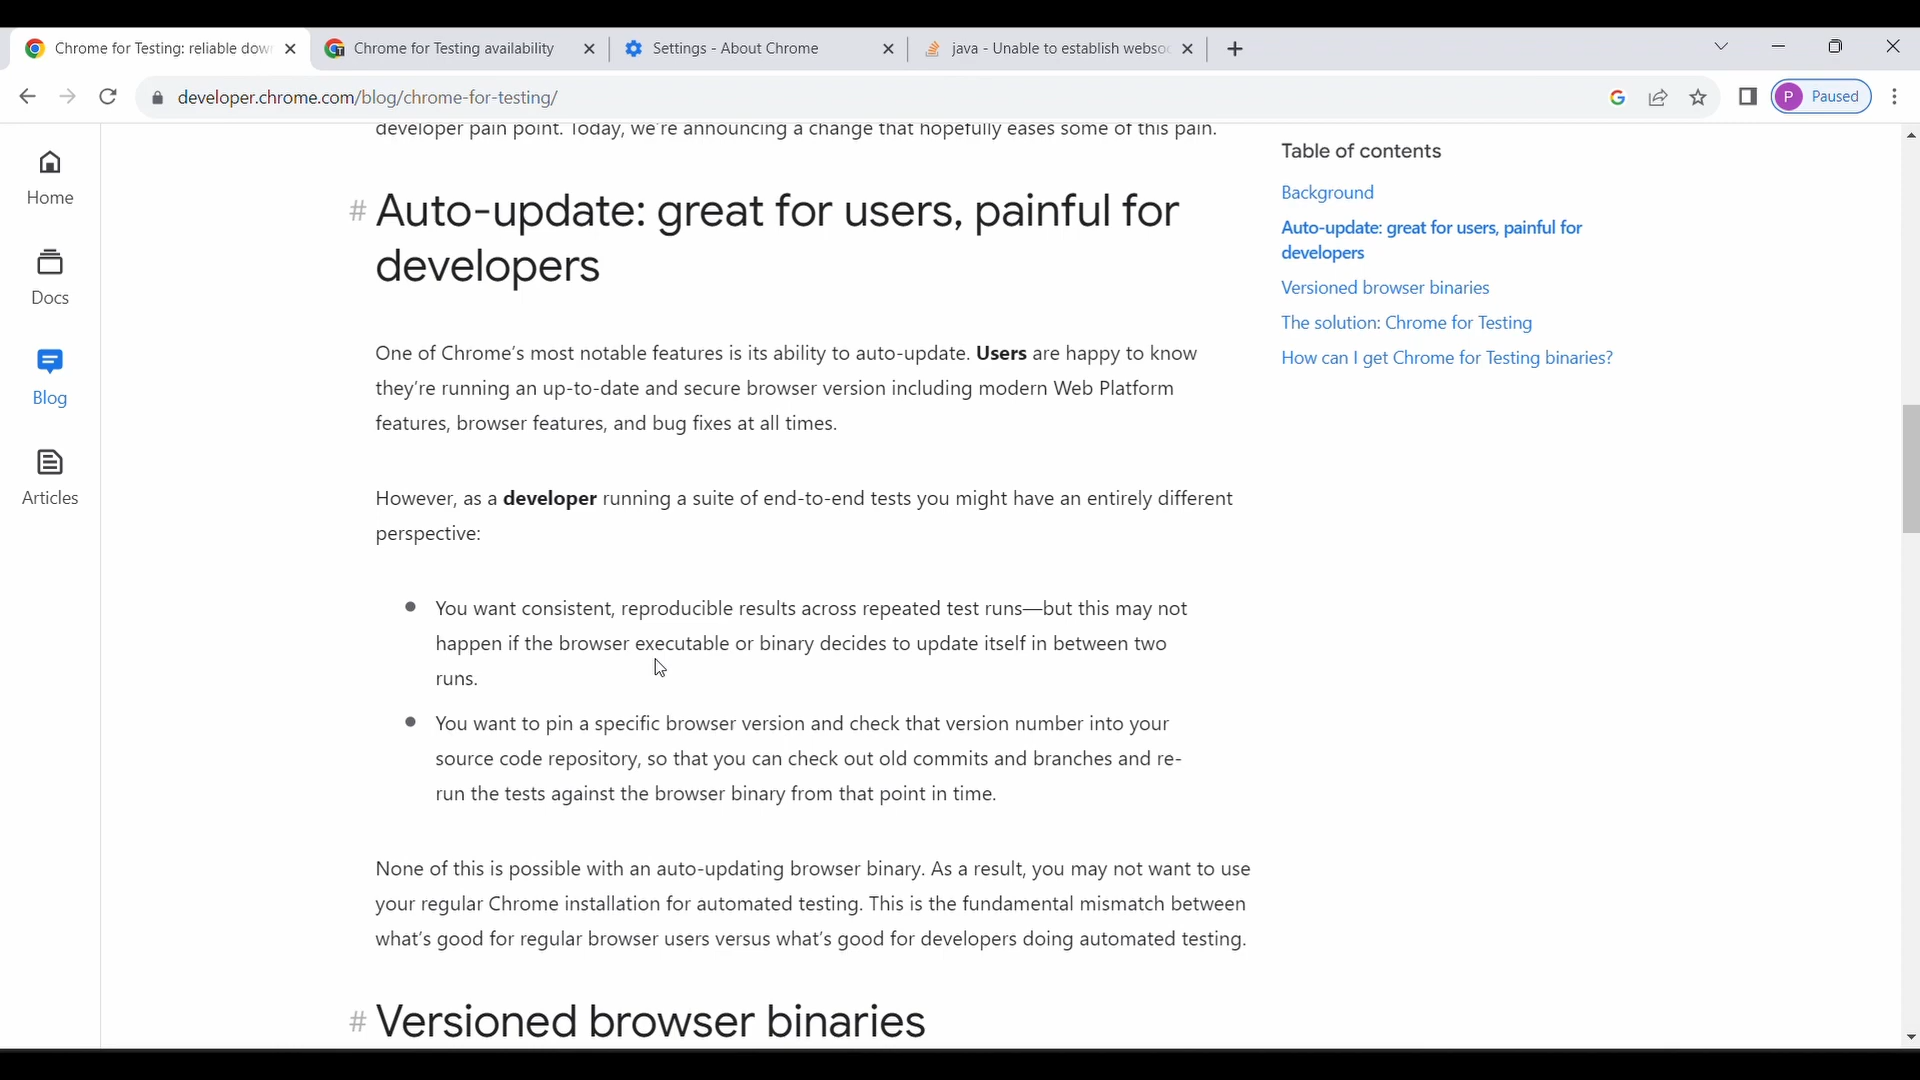 Chrome for Testing: reliable dow
Chrome for Testing availability
Settings - About Chrome
java - Unable to establish webso
developer.chrome.com/blog/chrome-for-testing/
P Paused
Home
Docs
Blog
Articles
developer pain point. Today, we're announcing a change that hopefully eases some of this pain.
# Auto-update: great for users, painful for
developers
One of Chrome's most notable features is its ability to auto-update. Users are happy to know
they're running an up-to-date and secure browser version including modern Web Platform
features, browser features, and bug fixes at all times.
However, as a developer running a suite of end-to-end tests you might have an entirely different
perspective:
You want consistent, reproducible results across repeated test runs—but this may not
happen if the browser executable or binary decides to update itself in between two
runs.
You want to pin a specific browser version and check that version number into your
source code repository, so that you can check out old commits and branches and re-
run the tests against the browser binary from that point in time.
None of this is possible with an auto-updating browser binary. As a result, you may not want to use
your regular Chrome installation for automated testing. This is the fundamental mismatch between
what's good for regular browser users versus what's good for developers doing automated testing.
# Versioned browser binaries
Table of contents
Background
Auto-update: great for users, painful for
developers
Versioned browser binaries
The solution: Chrome for Testing
How can I get Chrome for Testing binaries?